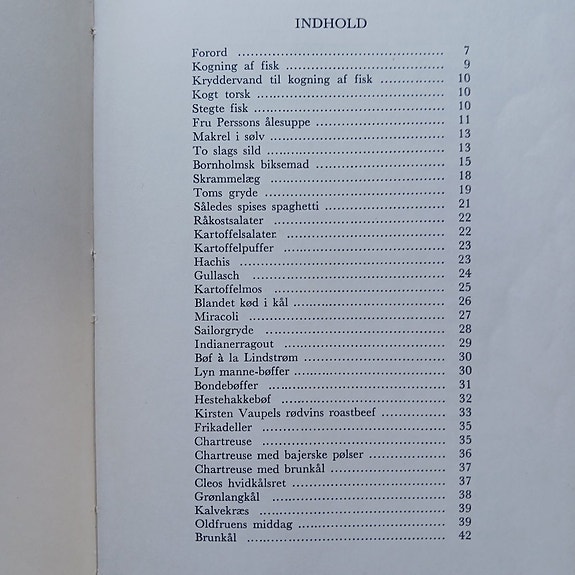 INDHOLD
Forord 7
Kogning af fisk 9
Kryddervand til kogning af fisk 10
Kogt torsk 10
Stegte fisk 10
Fru Perssons ålesuppe 11
Makrel i sølv 13
To slags sild 13
Bornholmsk biksemad 15
Skrammelæg 18
Toms gryde 19
Således spises spaghetti 21
Råkostsalater 22
Kartoffelsalater 22
Kartoffelpuffer 23
Hachis 23
Gullasch 24
Kartoffelmos 25
Blandet kød i kål 26
Miracoli 27
Sailorgryde 28
Indianerragout 29
Bøf à la Lindstrøm 30
Lyn manne-bøffer 30
Bondebøffer 31
Hestehakkebøf 32
Kirsten Vaupels rødvins roastbeef 33
Frikadeller 35
Chartreuse 35
Chartreuse med bajerske pølser 36
Chartreuse med brunkål 37
Cleos hvidkålsret 37
Grønlangkål 38
Kalvekræs 39
Oldfruens middag 39
Brunkål 42